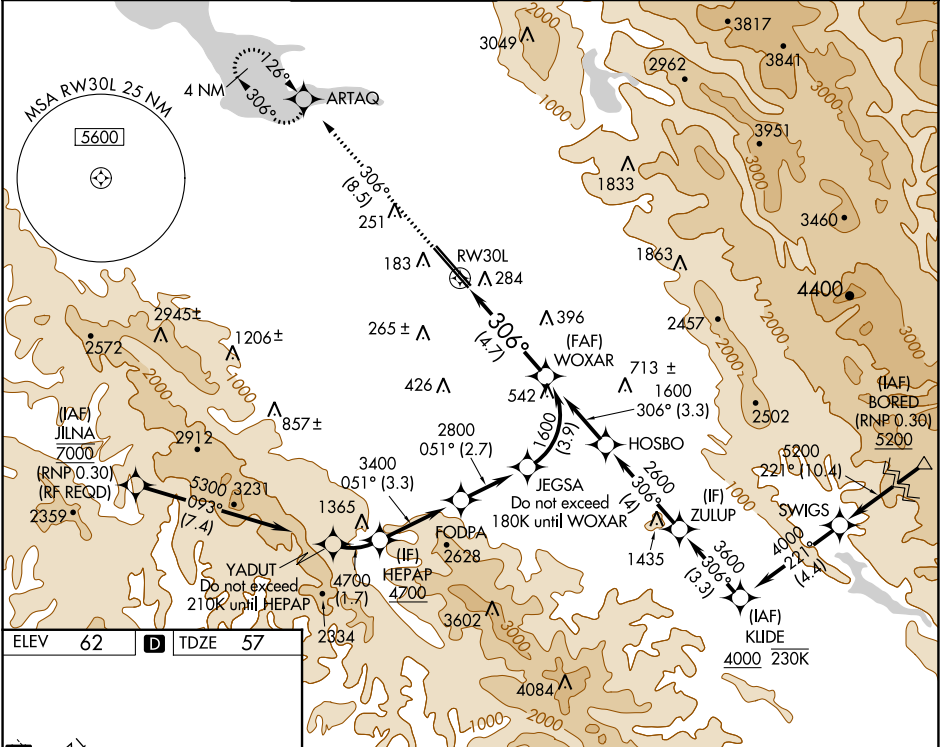 MSA RW30L 25 NM
5600
4 NM
126°
306°
ARTAQ
306°
(8.5)
251
183
RW30L
284
265 ±
426
396
306°
(4.7)
(FAF)
WOXAR
542
713 ±
1600
306° (3.3)
HOSBO
3049
2000
1000
2962
3817
3841
3951
3000
1833
3460
1863
4400
2457
2000
3000
2502
1000
(IAF)
BORED
(RNP 0.30)
5200
5200
221° (10.4)
SWIGS
4000
221°
(4.4)
2600
306°
(4)
(IF)
ZULUP
1435
3600
306°
(3.3)
(IAF)
KLIDE
4000
230K
2945±
2572
1206 ±
2000
1000
857±
2912
(IAF)
JILNA
7000
(RNP 0.30)
(RF REQD)
2359
5300
093°
(7.4)
3231
1365
3400
051° (3.3)
2800
051° (2.7)
1600
(3.9)
JEGSA
Do not exceed
180K until WOXAR
FODPA
2628
(IF)
HEPAP
4700
YADUT
Do not exceed
210K until HEPAP
4700
(1.7)
2334
3602
3000
4084
1000
2000
ELEV 62
D
TDZE 57